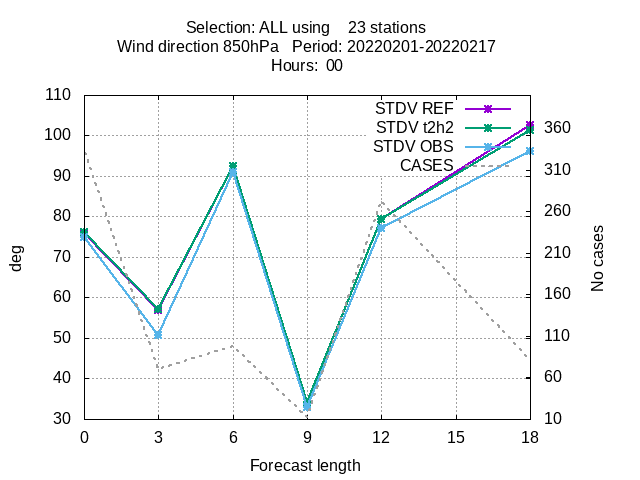 Selection: ALL using 23 stations
Wind direction 850hPa Period: 20220201-20220217
Hours: 00
STDV REF
STDV t2h2
STDV OBS
CASES
110
100
90
80
70
60
50
40
30
deg
360
310
260
210
160
110
60
10
No cases
0 3 6 9 12 15 18
Forecast length